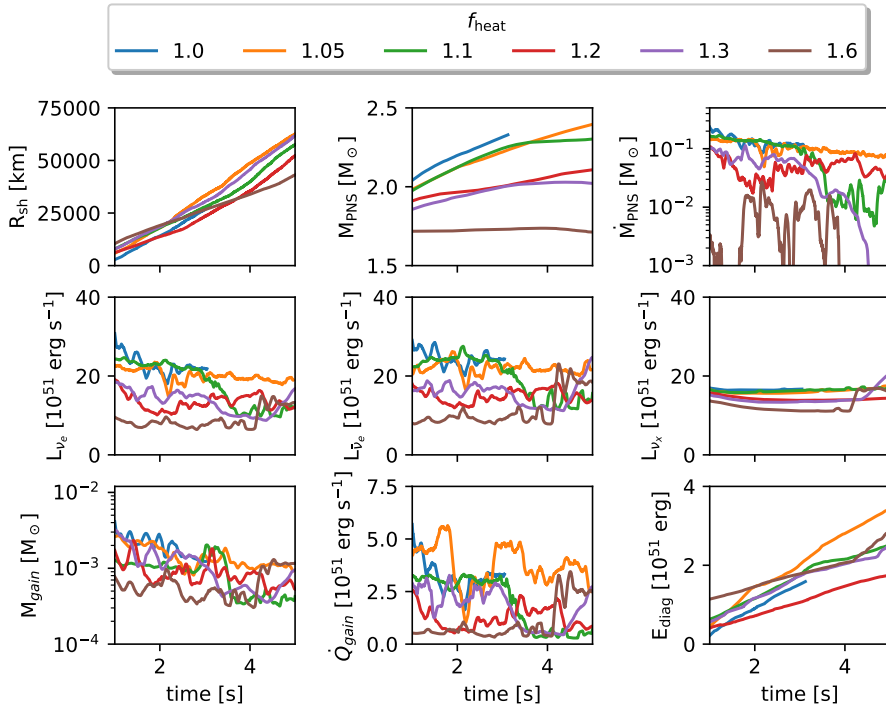 f_heat
1.0 1.05 1.1 1.2 1.3 1.6
75000
50000
25000
0
R_sh [km]
2.5
2.0
1.5
M_PNS [M_⊙]
10^−1
10^−2
10^−3
Ṁ_PNS [M_⊙]
40
20
0
L_ν_e [10^51 erg s^−1]
40
20
0
L_ν̄_e [10^51 erg s^−1]
40
20
0
L_ν_x [10^51 erg s^−1]
10^−2
10^−3
10^−4
M_gain [M_⊙]
2 4
time [s]
7.5
5.0
2.5
0.0
Q̇_gain [10^51 erg s^−1]
2 4
time [s]
4
2
0
E_diag [10^51 erg]
2 4
time [s]